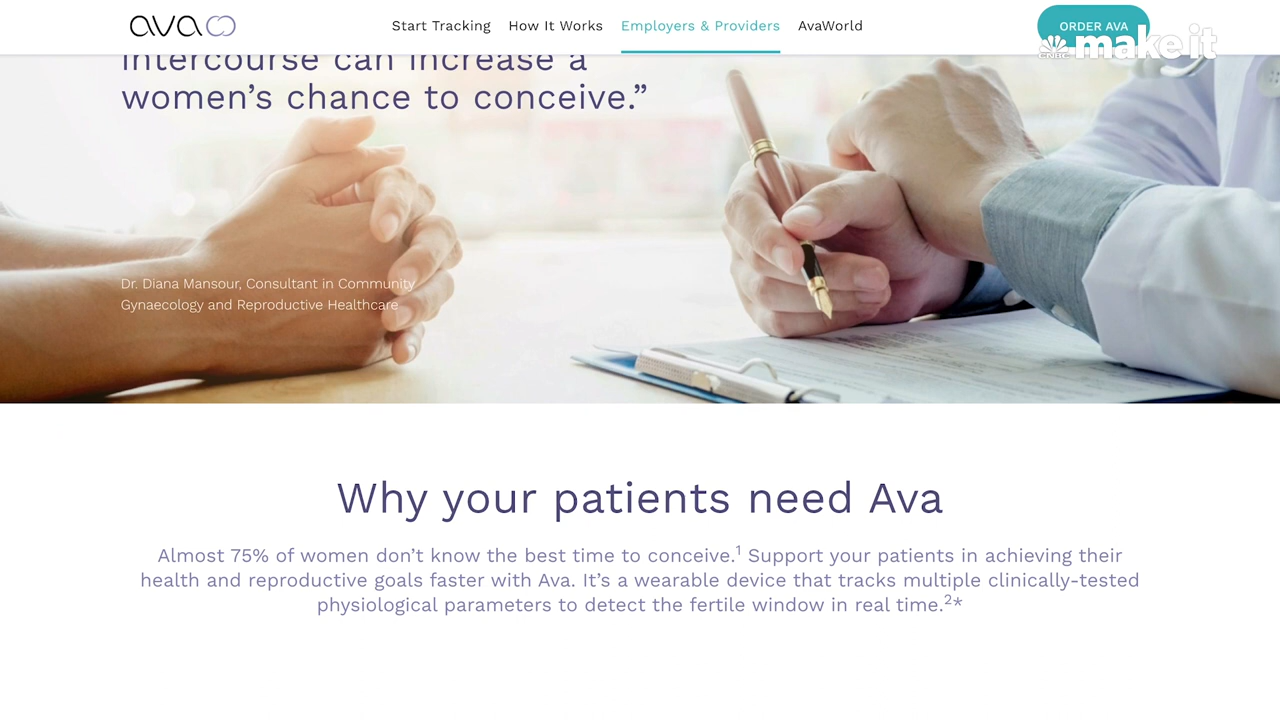 ava
Start Tracking How It Works Employers & Providers AvaWorld
ORDER AVA
CNBC make it
intercourse can increase a
women's chance to conceive.”
Dr. Diana Mansour, Consultant in Community
Gynaecology and Reproductive Healthcare
Why your patients need Ava
Almost 75% of women don't know the best time to conceive.¹ Support your patients in achieving their
health and reproductive goals faster with Ava. It's a wearable device that tracks multiple clinically-tested
physiological parameters to detect the fertile window in real time.²*